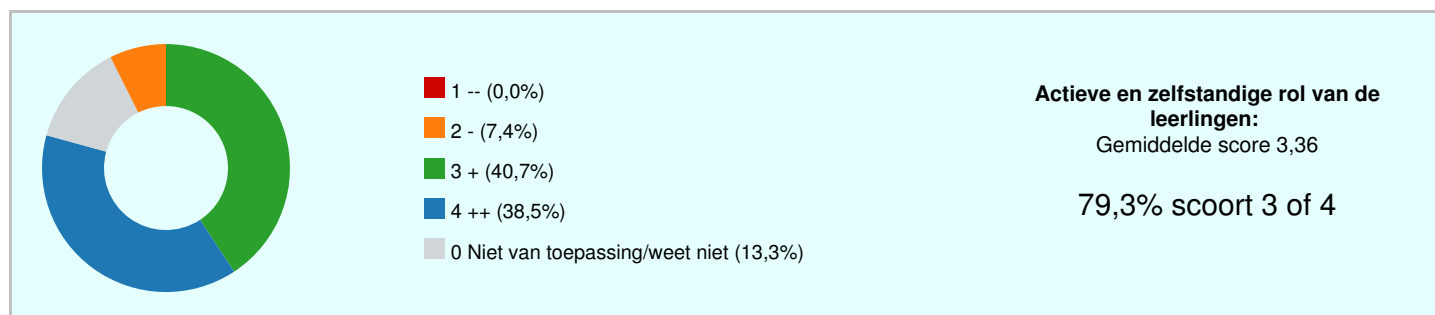 1 -- (0,0%)
2 - (7,4%)
3 + (40,7%)
4 ++ (38,5%)
0 Niet van toepassing/weet niet (13,3%)
Actieve en zelfstandige rol van de
leerlingen:
Gemiddelde score 3,36
79,3% scoort 3 of 4